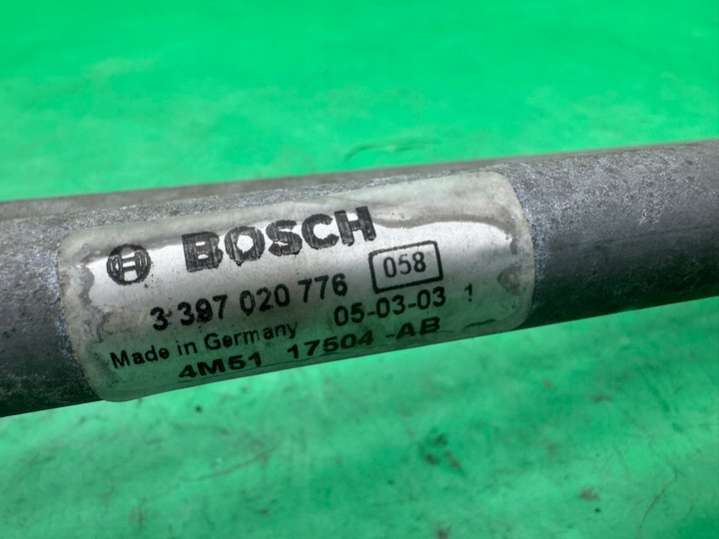 BOSCH
3 397 020 776 058
Made in Germany 05-03-03 1
4M51 17504-AB